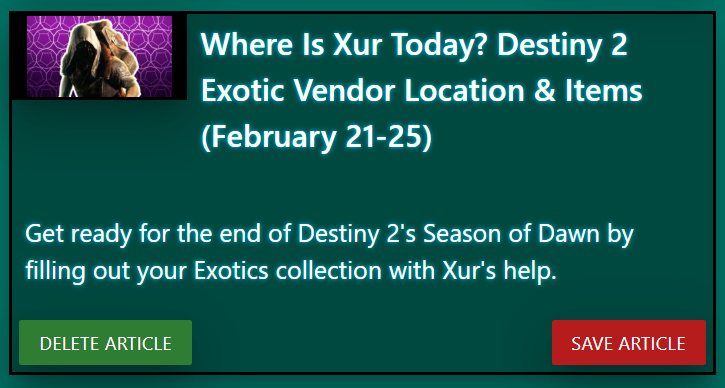 Where Is Xur Today? Destiny 2
Exotic Vendor Location & Items
(February 21-25)
Get ready for the end of Destiny 2's Season of Dawn by
filling out your Exotics collection with Xur's help.
DELETE ARTICLE
SAVE ARTICLE